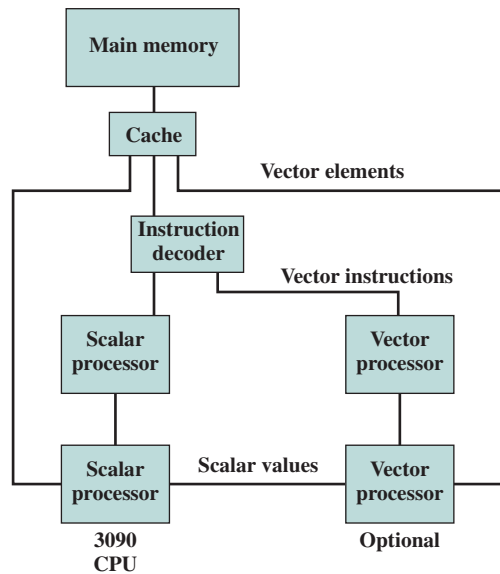 Main memory
Cache
Vector elements
Instruction
decoder
Vector instructions
Scalar
processor
Vector
processor
Scalar
processor
Scalar values
Vector
processor
3090
CPU
Optional